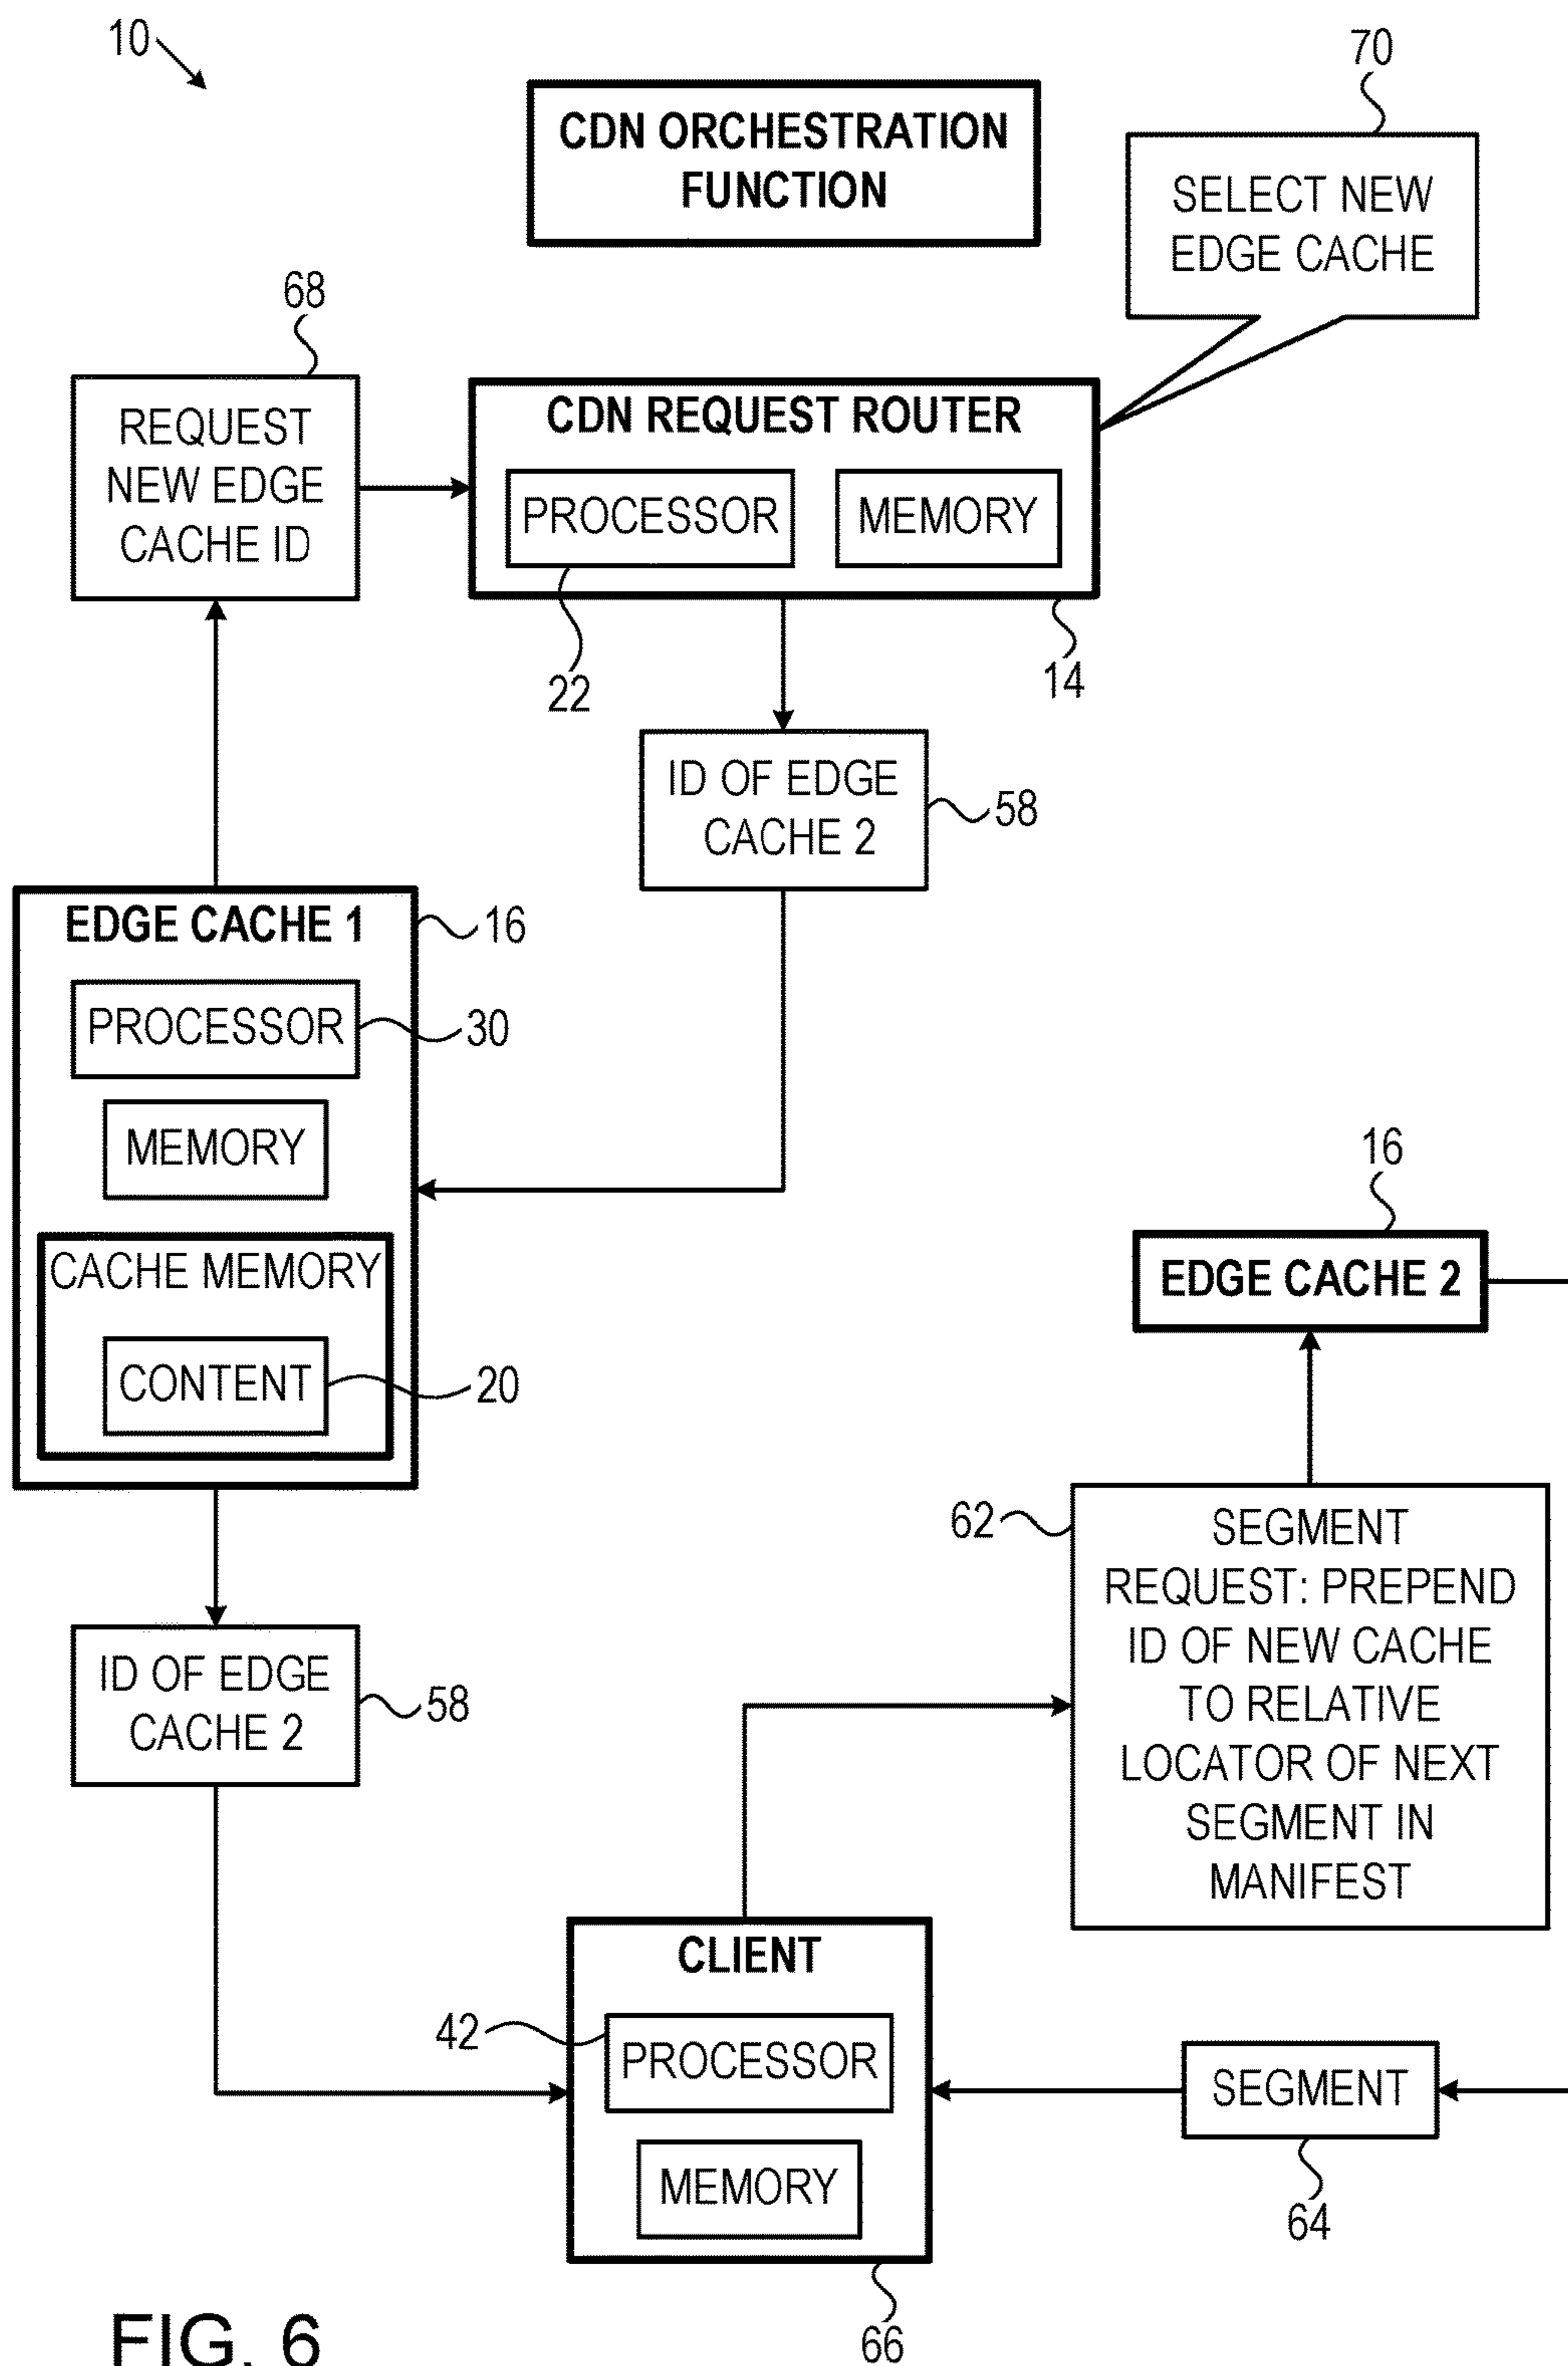 10
70
CDN ORCHESTRATION
FUNCTION
SELECT NEW
EDGE CACHE
68
REQUEST
NEW EDGE
CACHE ID
CDN REQUEST ROUTER
PROCESSOR
MEMORY
22
14
ID OF EDGE
CACHE 2
58
EDGE CACHE 1
16
PROCESSOR
30
MEMORY
CACHE MEMORY
CONTENT
20
16
EDGE CACHE 2
62
SEGMENT
REQUEST: PREPEND
ID OF NEW CACHE
TO RELATIVE
LOCATOR OF NEXT
SEGMENT IN
MANIFEST
ID OF EDGE
CACHE 2
58
CLIENT
42
PROCESSOR
MEMORY
SEGMENT
64
66
FIG. 6